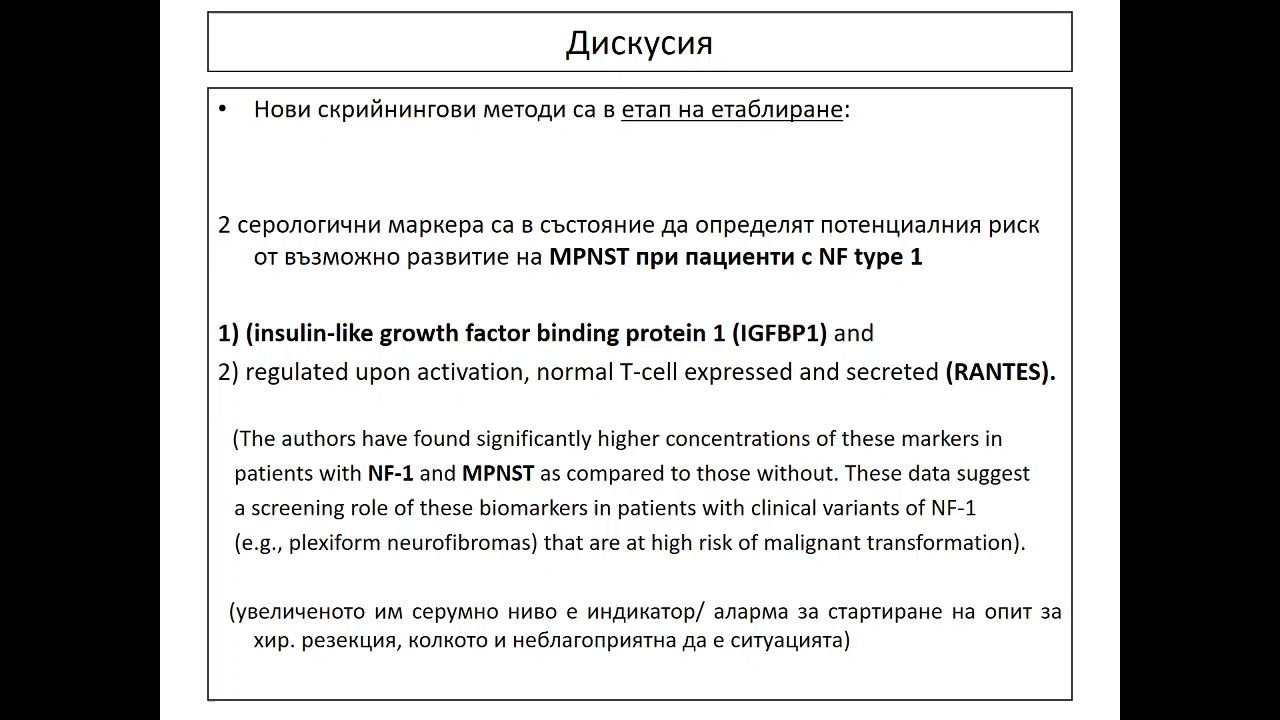 Дискусия
• Нови скрийнингови методи са в етап на етаблиране:
2 серологични маркера са в състояние да определят потенциалния риск
от възможно развитие на MPNST при пациенти с NF type 1
1) (insulin-like growth factor binding protein 1 (IGFBP1) and
2) regulated upon activation, normal T-cell expressed and secreted (RANTES).
(The authors have found significantly higher concentrations of these markers in
patients with NF-1 and MPNST as compared to those without. These data suggest
a screening role of these biomarkers in patients with clinical variants of NF-1
(e.g., plexiform neurofibromas) that are at high risk of malignant transformation).
(увеличеното им серумно ниво е индикатор/ аларма за стартиране на опит за
хир. резекция, колкото и неблагоприятна да е ситуацията)